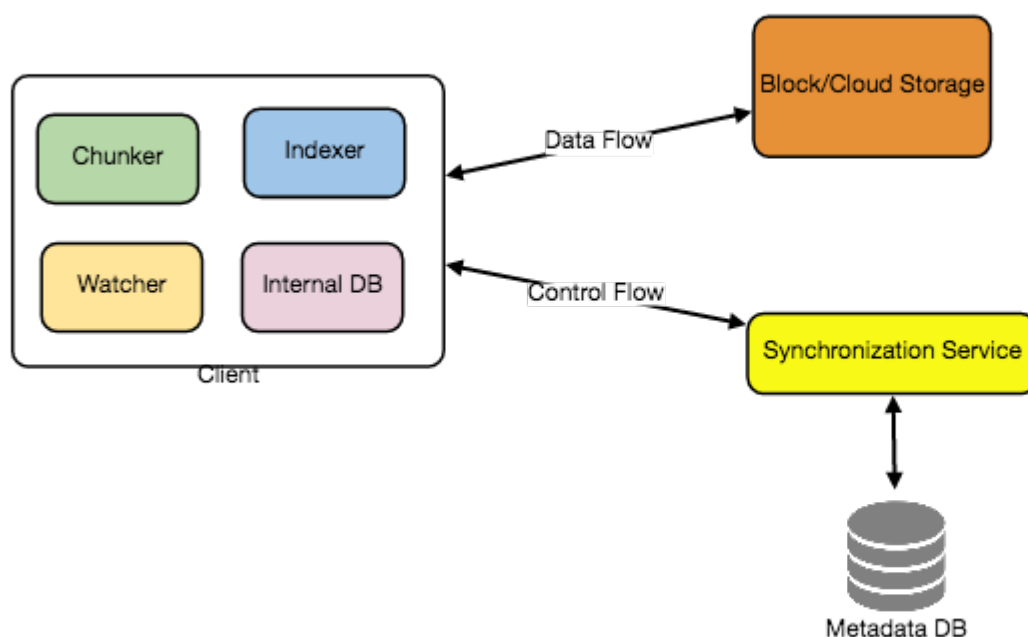 Block/Cloud Storage
Chunker
Indexer
Data Flow
Watcher
Internal DB
Control Flow
Client
Synchronization Service
Metadata DB